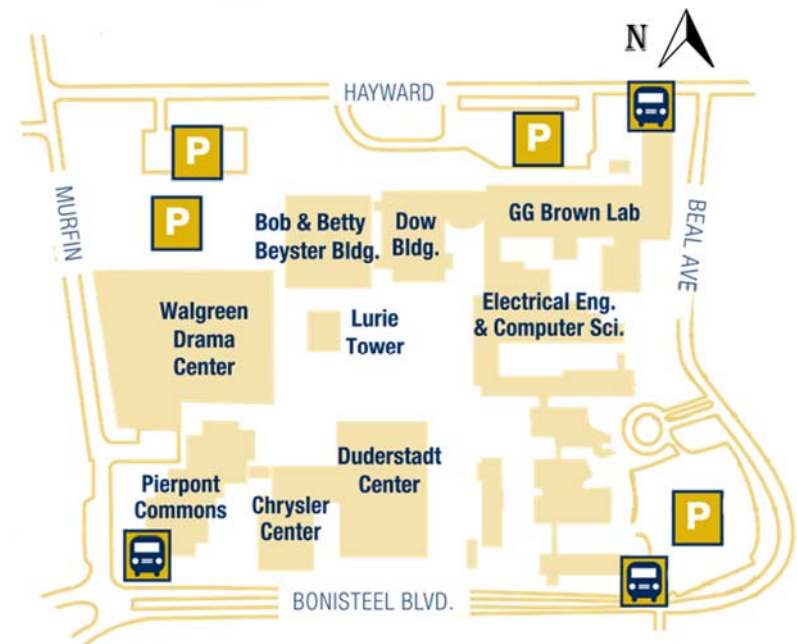 N
HAYWARD
P
P
P
MURFIN
BEAL AVE
Bob & Betty
Beyster Bldg.
Dow
Bldg.
GG Brown Lab
Walgreen
Drama
Center
Lurie
Tower
Electrical Eng.
& Computer Sci.
Pierpont
Commons
Chrysler
Center
Duderstadt
Center
P
BONISTEEL BLVD.